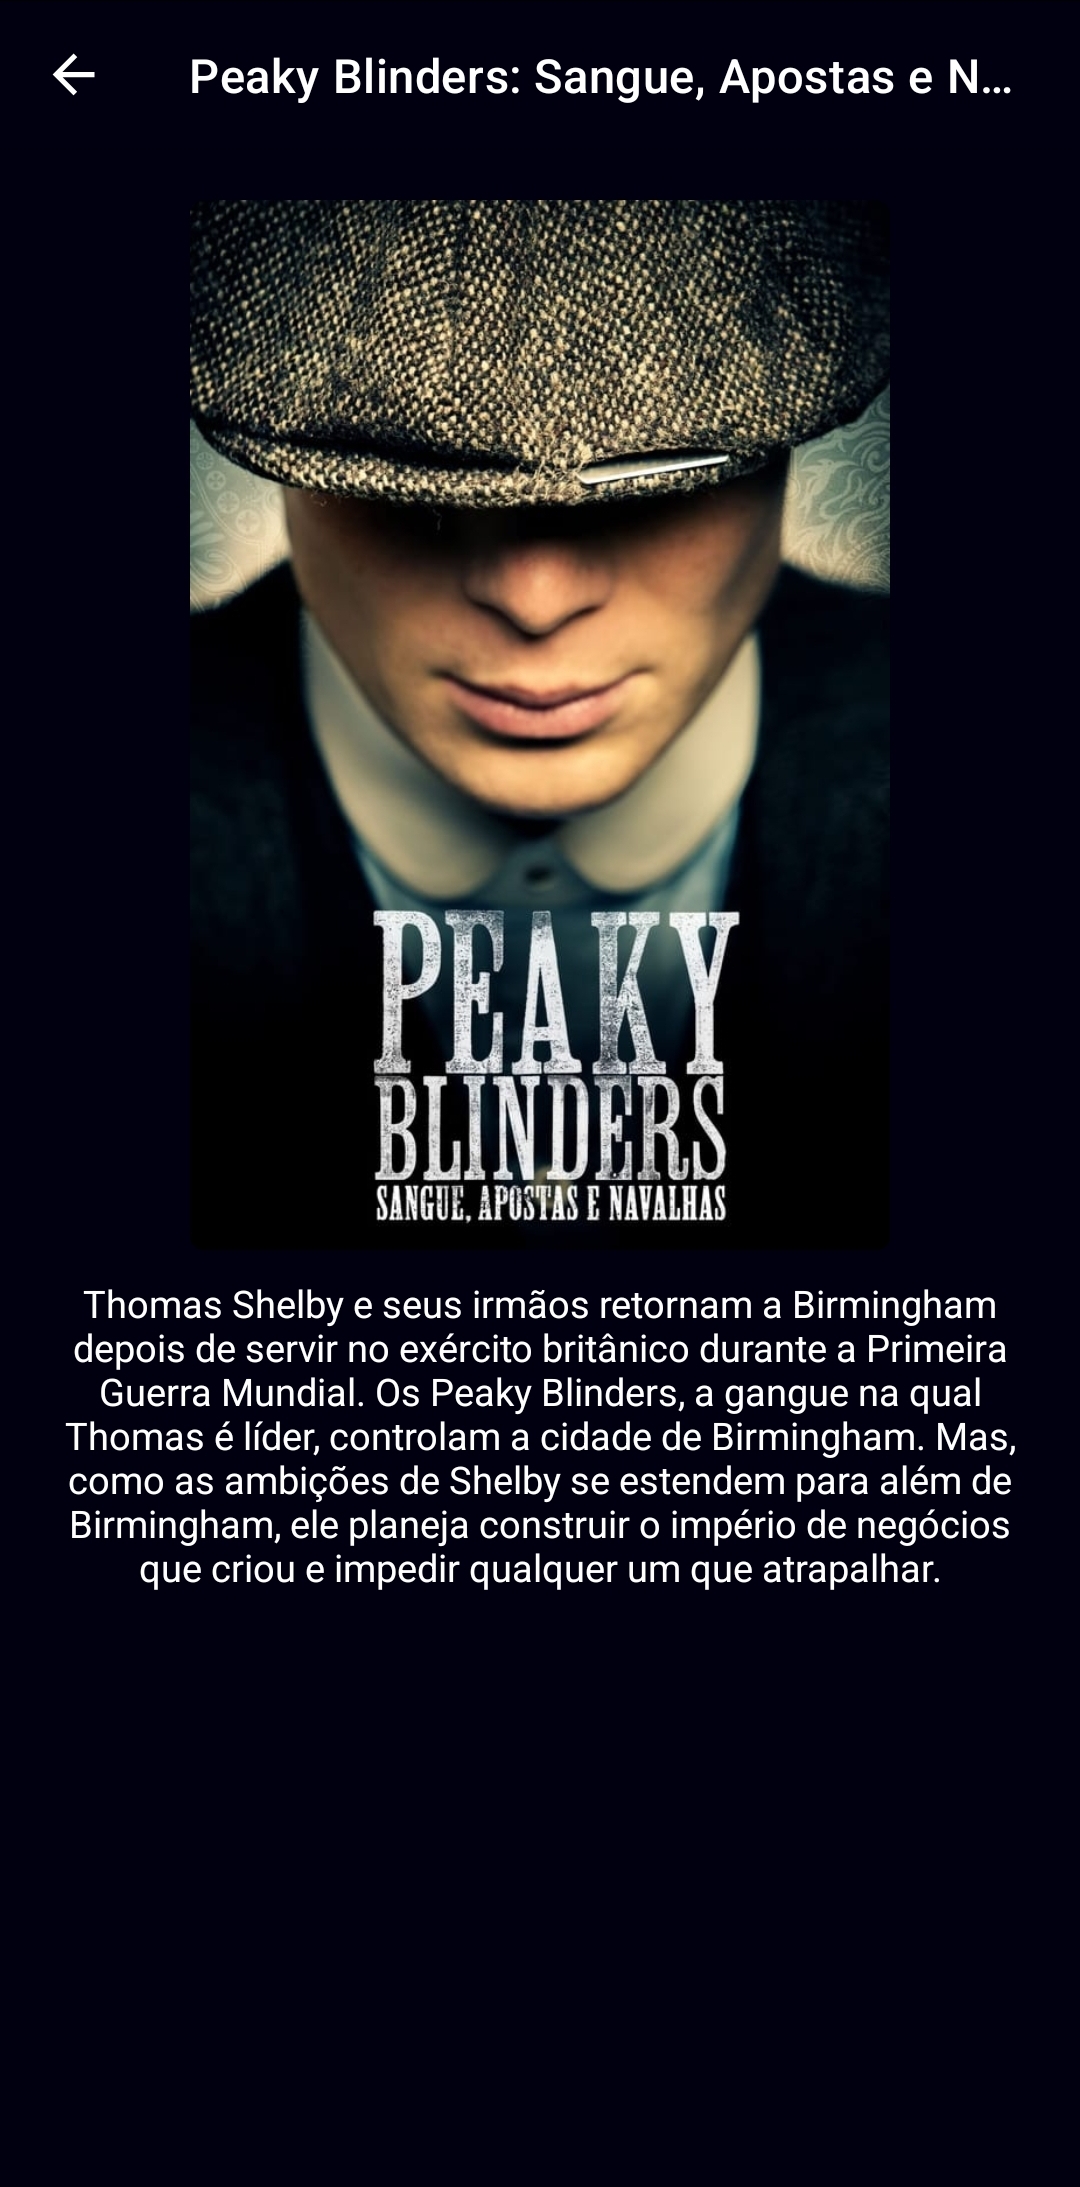 Peaky Blinders: Sangue, Apostas e N...
PEAKY
BLINDERS
SANGUE, APOSTAS E NAVALHAS
Thomas Shelby e seus irmãos retornam a Birmingham
depois de servir no exército britânico durante a Primeira
Guerra Mundial. Os Peaky Blinders, a gangue na qual
Thomas é líder, controlam a cidade de Birmingham. Mas,
como as ambições de Shelby se estendem para além de
Birmingham, ele planeja construir o império de negócios
que criou e impedir qualquer um que atrapalhar.